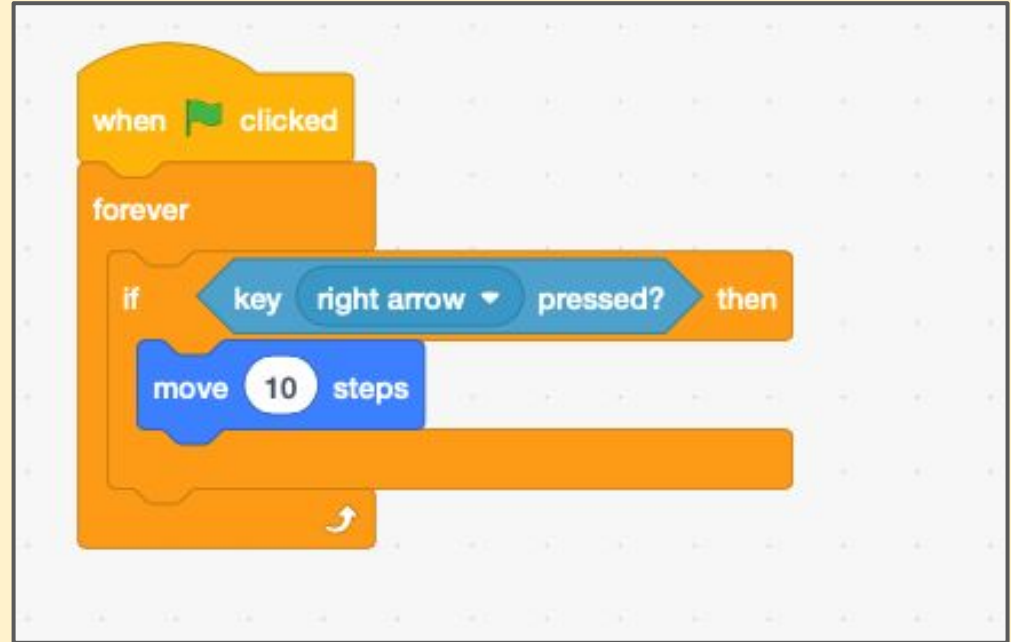 when clicked
forever
if key right arrow pressed? then
move 10 steps